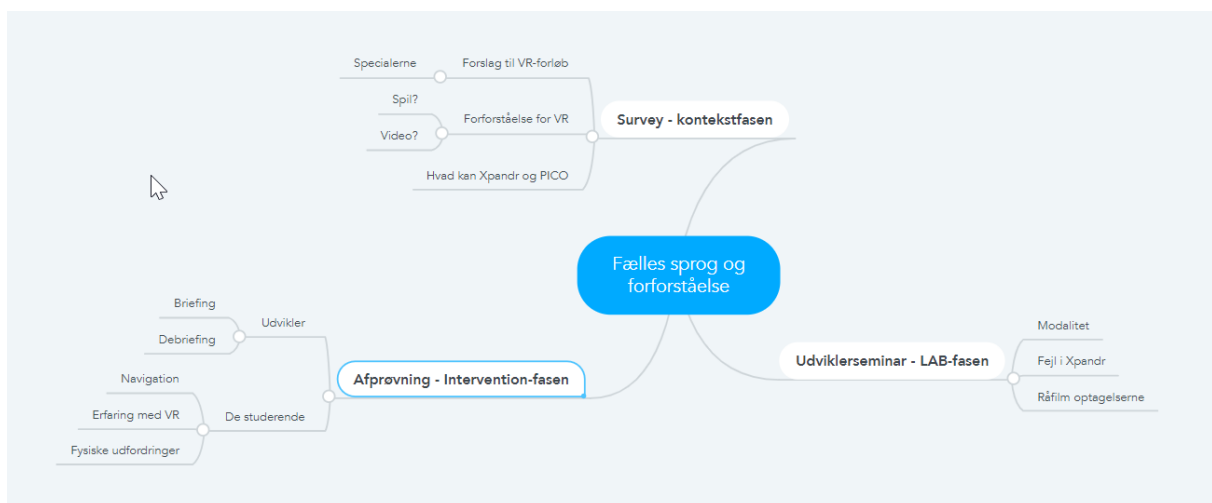 Specialerne
Forslag til VR-forløb
Spil?
Video?
Forforståelse for VR
Hvad kan Xpandr og PICO
Survey - kontekstfasen
Fælles sprog og
forforståelse
Briefing
Debriefing
Udvikler
Navigation
Erfaring med VR
Fysiske udfordringer
De studerende
Afprøvning - Intervention-fasen
Udviklerseminar - LAB-fasen
Modalitet
Fejl i Xpandr
Råfilm optagelserne